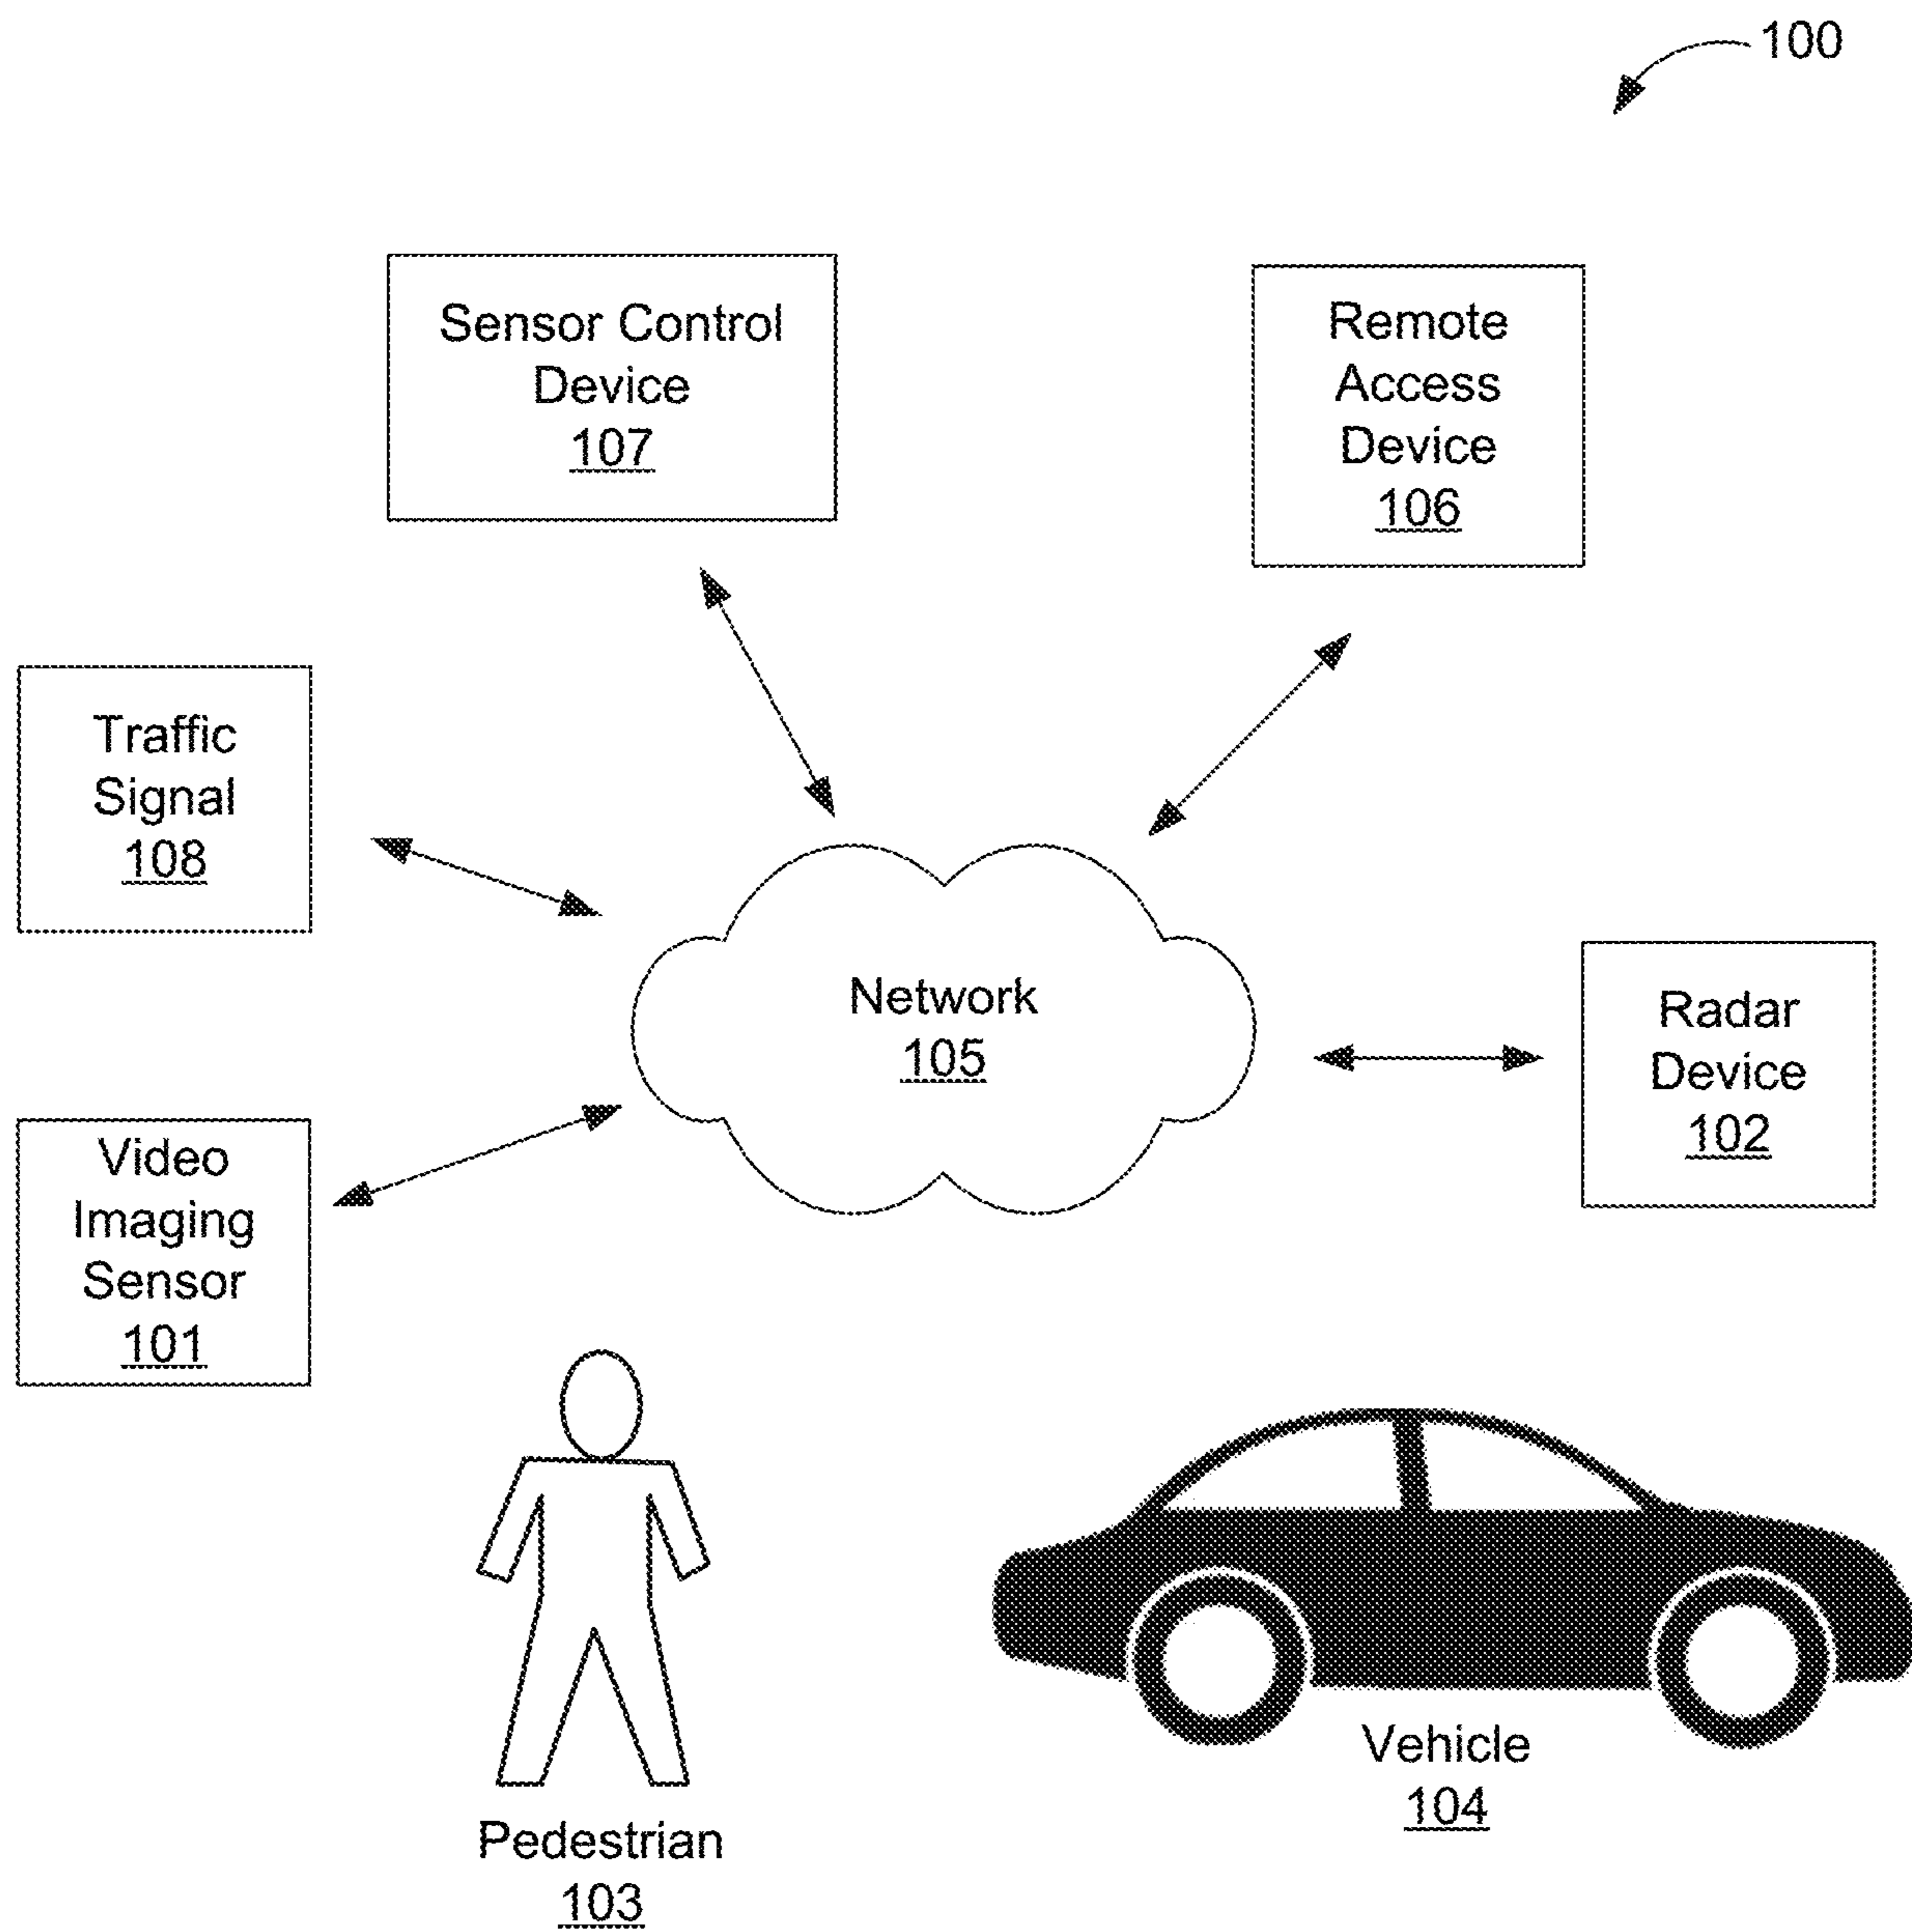 100
Sensor Control
Device
107
Remote
Access
Device
106
Traffic
Signal
108
Network
105
Radar
Device
102
Video
Imaging
Sensor
101
Vehicle
104
Pedestrian
103